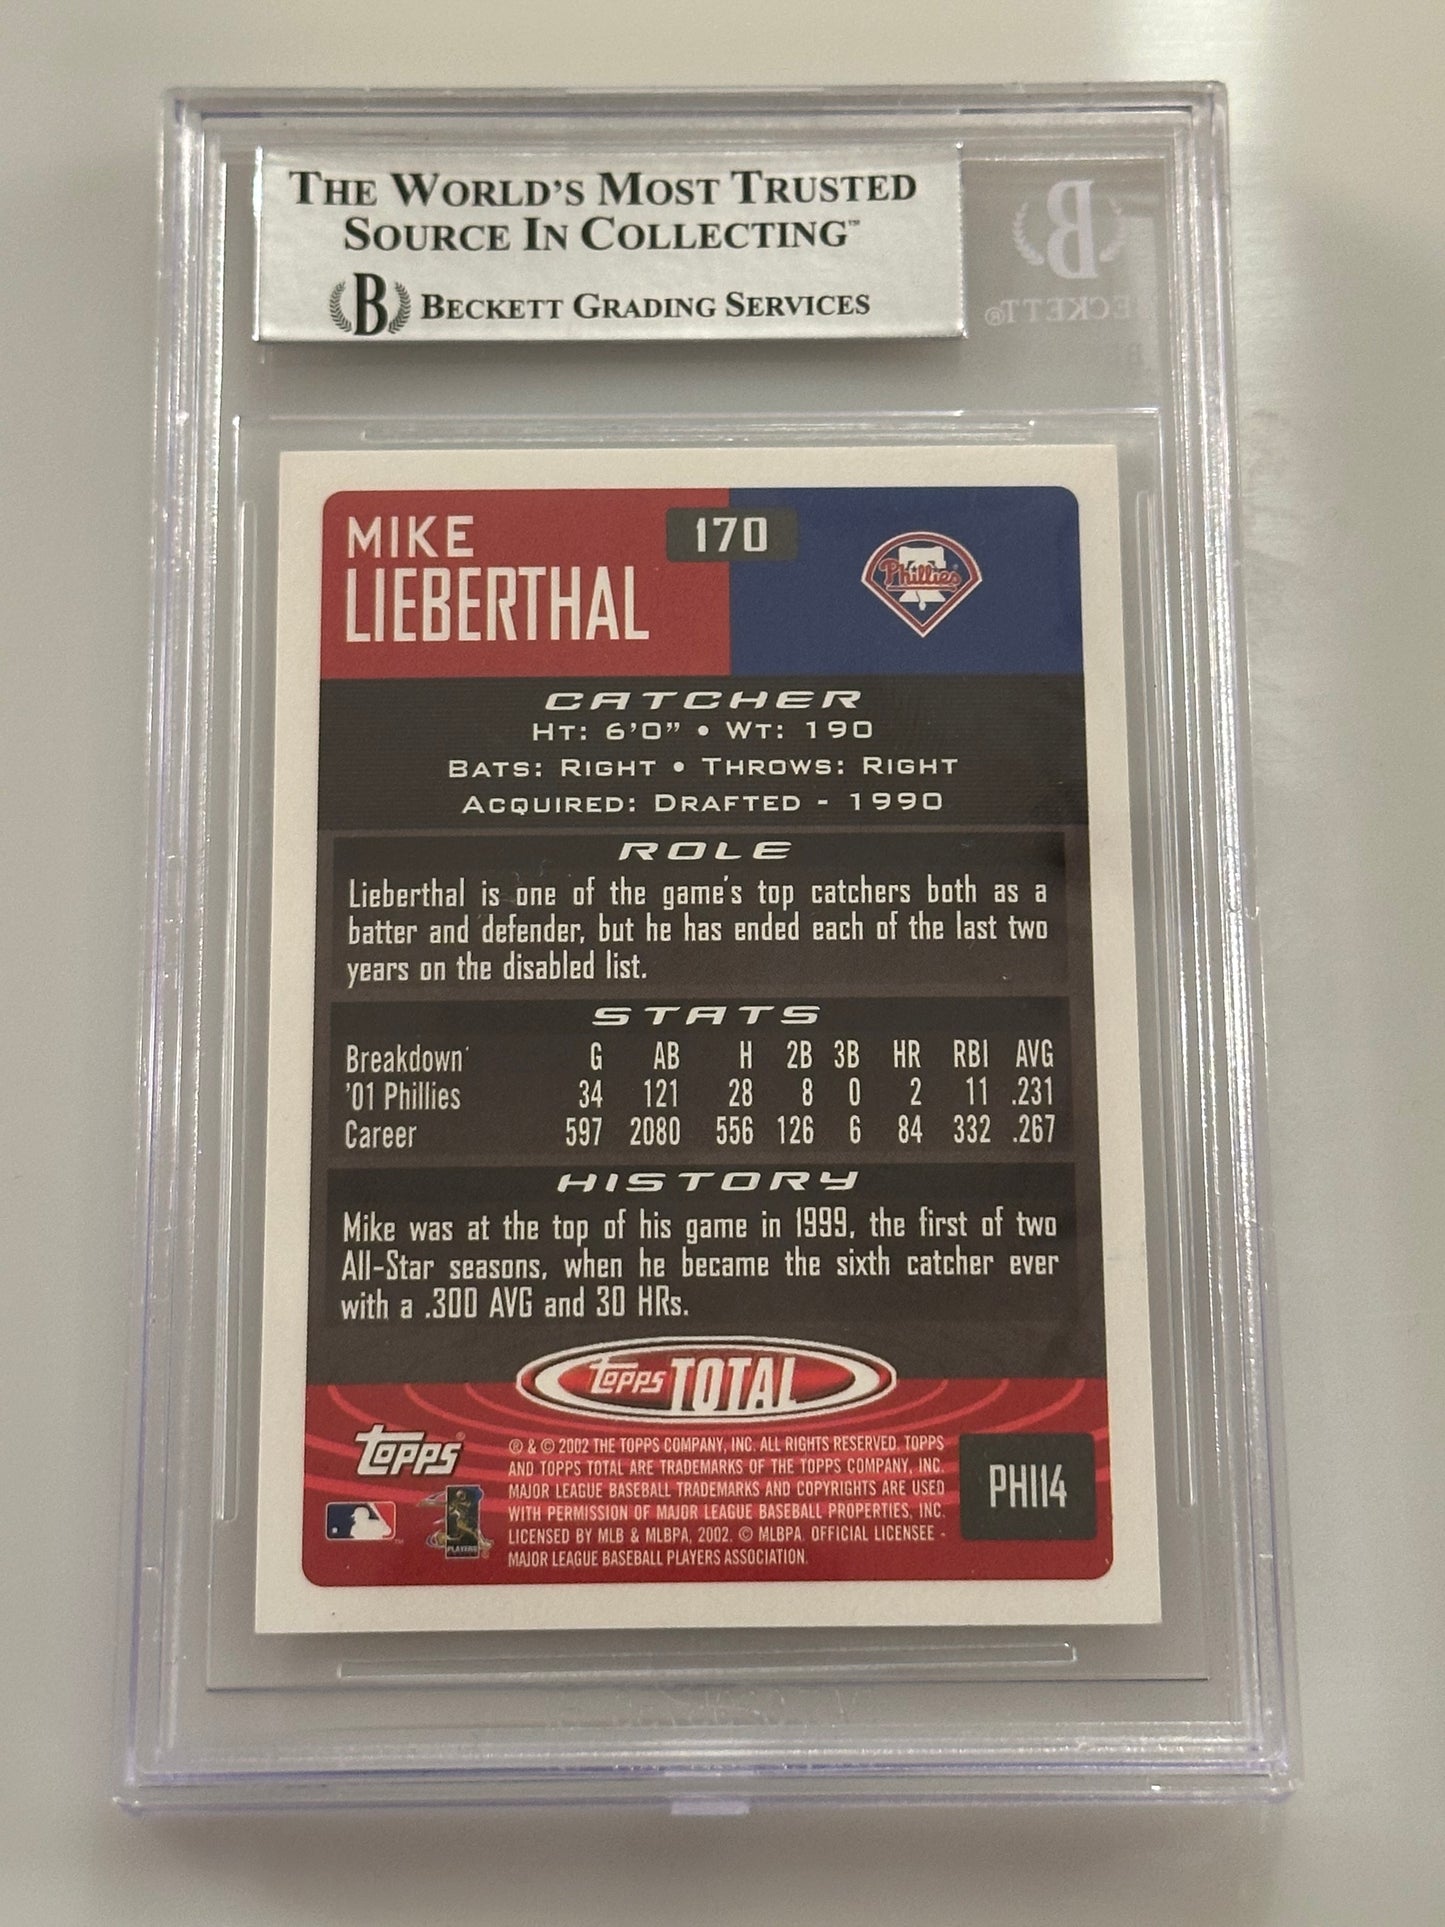 THE WORLD'S MOST TRUSTED
SOURCE IN COLLECTING™
B BECKETT GRADING SERVICES
B
BECKETT®
MIKE
LIEBERTHAL
170
Phillies
CATCHER
HT: 6'0" • WT: 190
BATS: RIGHT • THROWS: RIGHT
ACQUIRED: DRAFTED - 1990
ROLE
Lieberthal is one of the game's top catchers both as a
batter and defender, but he has ended each of the last two
years on the disabled list.
STATS
Breakdown G AB H 2B 3B HR RBI AVG
'01 Phillies 34 121 28 8 0 2 11 .231
Career 597 2080 556 126 6 84 332 .267
HISTORY
Mike was at the top of his game in 1999, the first of two
All-Star seasons, when he became the sixth catcher ever
with a .300 AVG and 30 HRs.
Topps TOTAL
Topps®
® & © 2002 THE TOPPS COMPANY, INC. ALL RIGHTS RESERVED. TOPPS
AND TOPPS TOTAL ARE TRADEMARKS OF THE TOPPS COMPANY, INC.
MAJOR LEAGUE BASEBALL TRADEMARKS AND COPYRIGHTS ARE USED
WITH PERMISSION OF MAJOR LEAGUE BASEBALL PROPERTIES, INC.
LICENSED BY MLB & MLBPA, 2002. © MLBPA. OFFICIAL LICENSEE -
MAJOR LEAGUE BASEBALL PLAYERS ASSOCIATION.
PLAYERS
PHI14